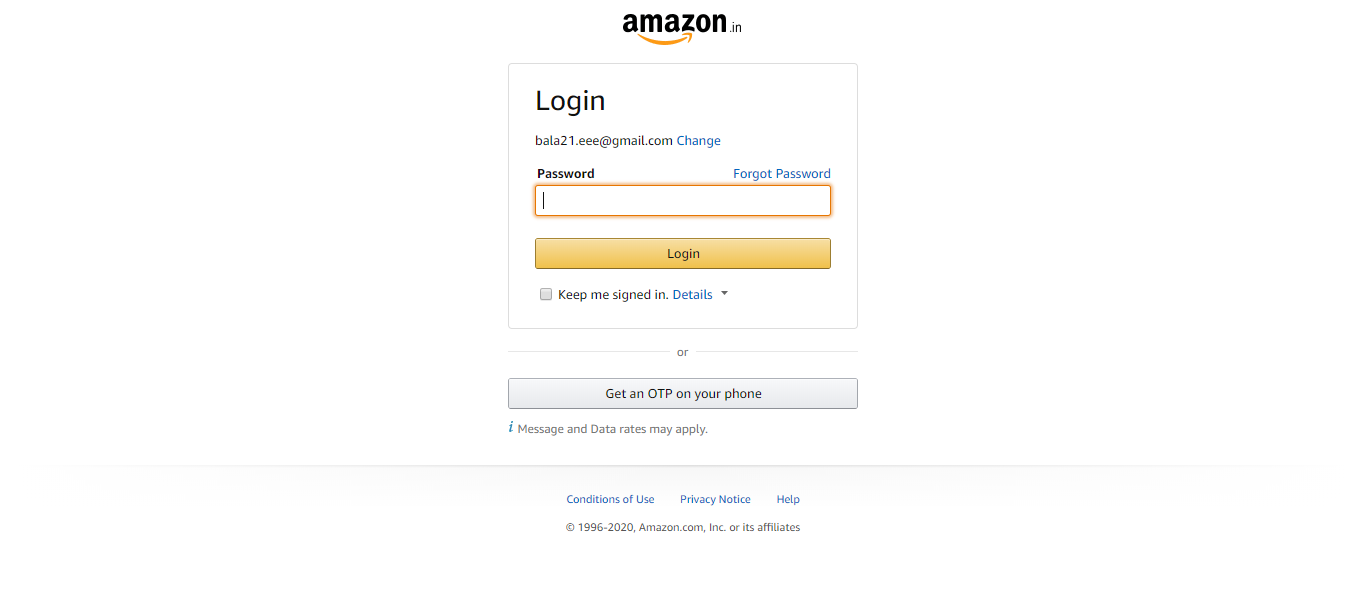 amazon.in
Login
bala21.eee@gmail.com Change
Password Forgot Password
Login
Keep me signed in. Details
or
Get an OTP on your phone
i Message and Data rates may apply.
Conditions of Use Privacy Notice Help
© 1996-2020, Amazon.com, Inc. or its affiliates